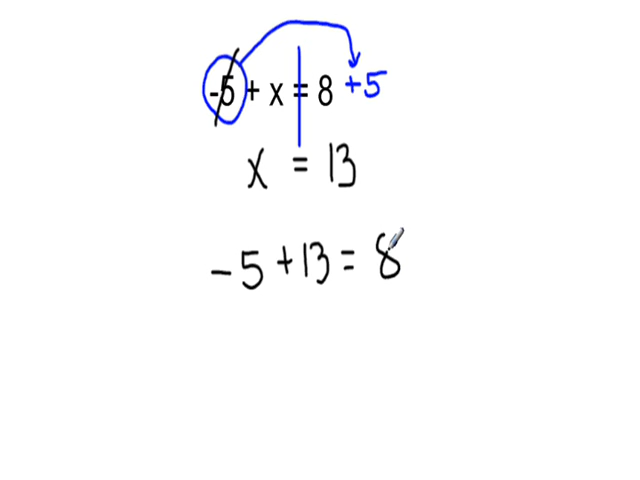 -5 + x = 8 +5
x = 13
-5 + 13 = 8